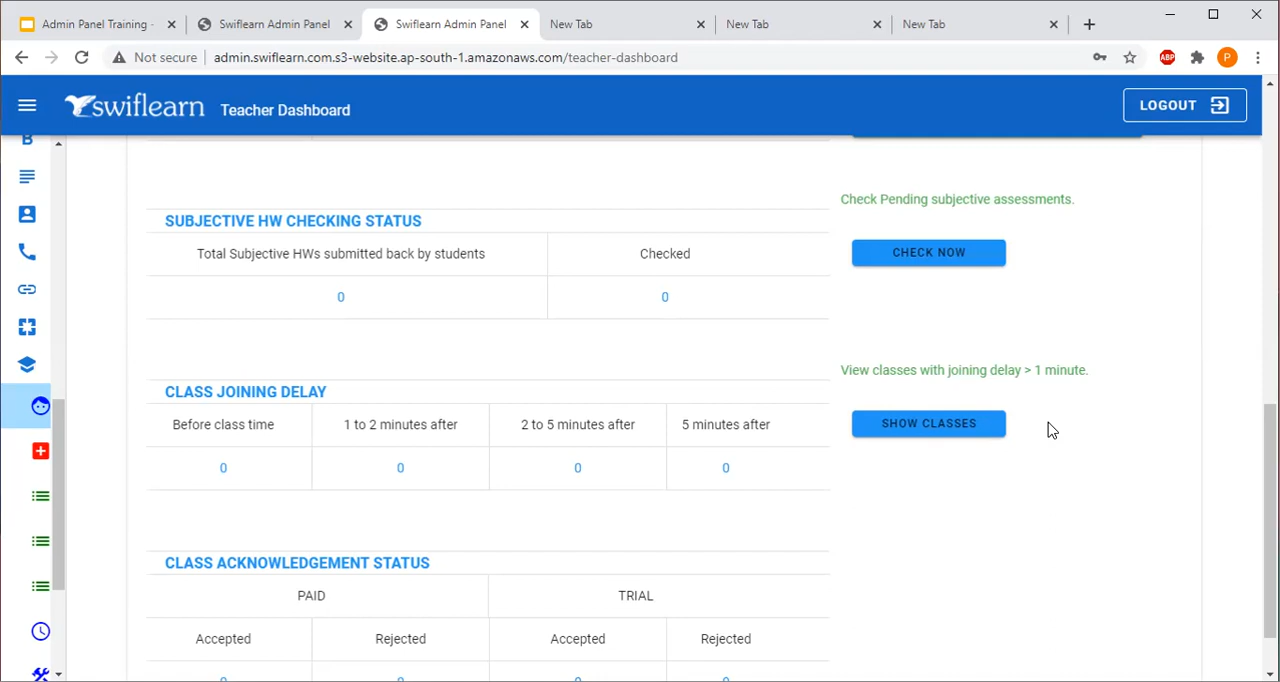 Admin Panel Training -
Swiflearn Admin Panel
Swiflearn Admin Panel
New Tab
New Tab
New Tab
Not secure
admin.swiflearn.com.s3-website.ap-south-1.amazonaws.com/teacher-dashboard
ABP
P
swiflearn
Teacher Dashboard
LOGOUT
B
Check Pending subjective assessments.
SUBJECTIVE HW CHECKING STATUS
Total Subjective HWs submitted back by students
Checked
CHECK NOW
0
0
View classes with joining delay > 1 minute.
CLASS JOINING DELAY
Before class time
1 to 2 minutes after
2 to 5 minutes after
5 minutes after
SHOW CLASSES
0
0
0
0
CLASS ACKNOWLEDGEMENT STATUS
PAID
TRIAL
Accepted
Rejected
Accepted
Rejected